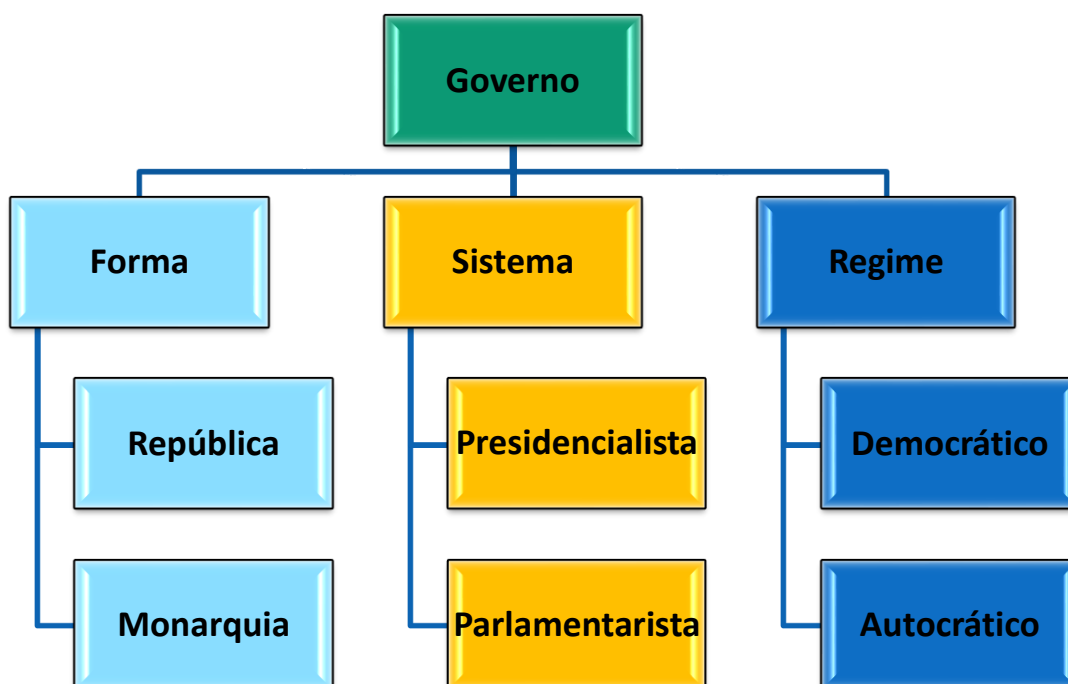 Governo
Forma
Sistema
Regime
República
Presidencialista
Democrático
Monarquia
Parlamentarista
Autocrático